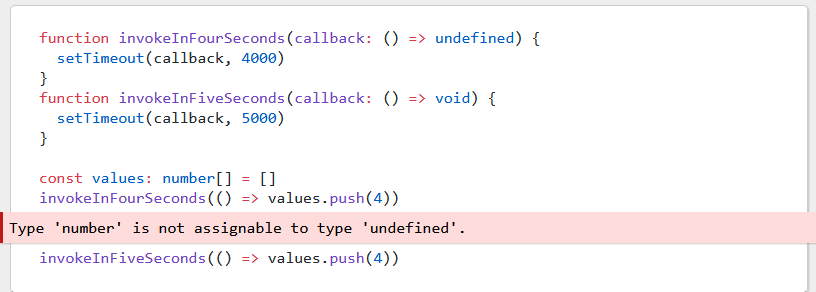 function invokeInFourSeconds(callback: () => undefined) {
  setTimeout(callback, 4000)
}
function invokeInFiveSeconds(callback: () => void) {
  setTimeout(callback, 5000)
}
const values: number[] = []
invokeInFourSeconds(() => values.push(4))
Type 'number' is not assignable to type 'undefined'.
invokeInFiveSeconds(() => values.push(4))